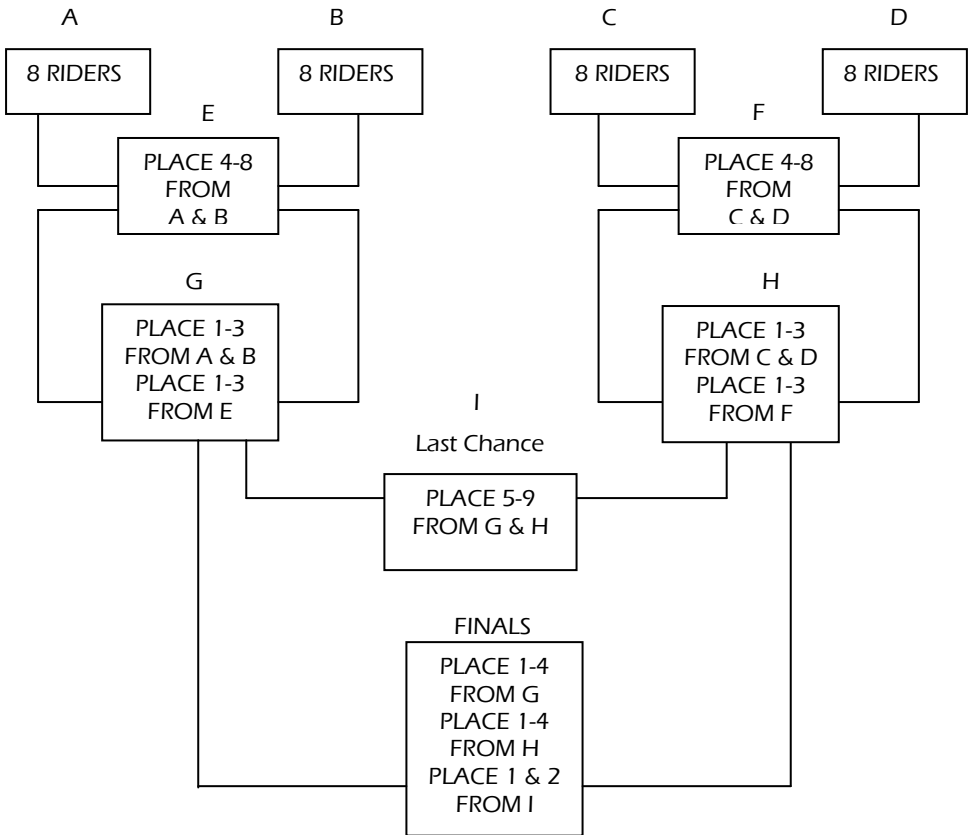 A
B
C
D
8 RIDERS
8 RIDERS
8 RIDERS
8 RIDERS
E
F
PLACE 4-8
FROM
A & B
PLACE 4-8
FROM
C & D
G
H
PLACE 1-3
FROM A & B
PLACE 1-3
FROM E
PLACE 1-3
FROM C & D
PLACE 1-3
FROM F
I
Last Chance
PLACE 5-9
FROM G & H
FINALS
PLACE 1-4
FROM G
PLACE 1-4
FROM H
PLACE 1 & 2
FROM I